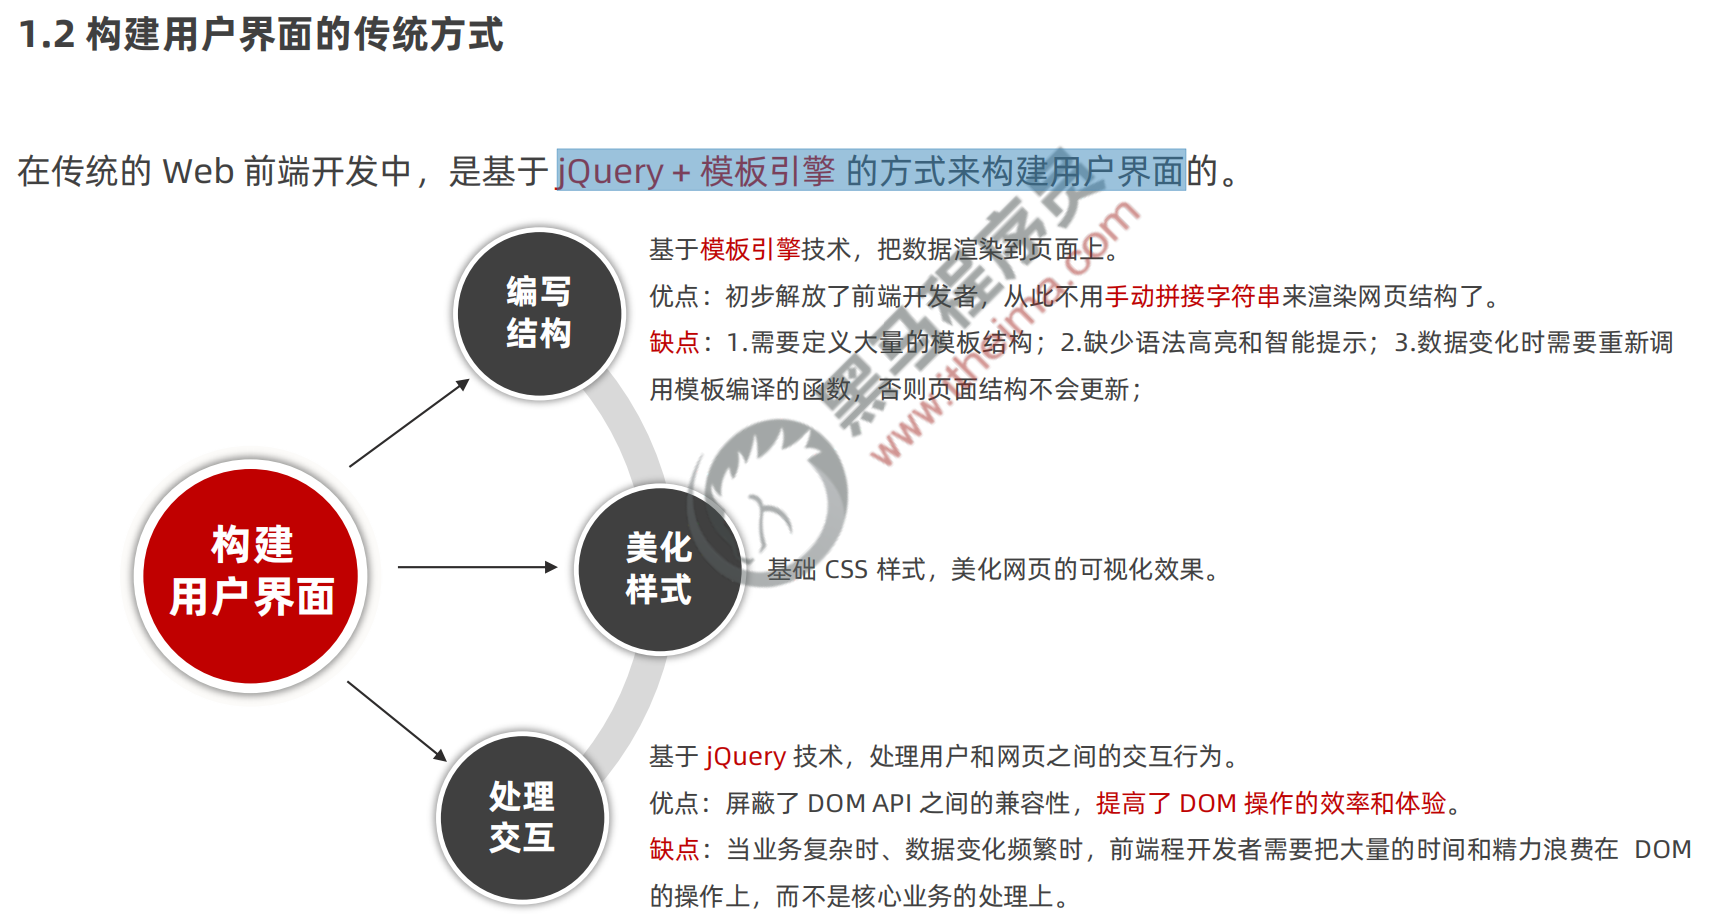 1.2 构建用户界面的传统方式
在传统的 Web 前端开发中，是基于 jQuery + 模板引擎 的方式来构建用户界面的。
编写
结构
基于模板引擎技术，把数据渲染到页面上。
优点：初步解放了前端开发者，从此不用手动拼接字符串来渲染网页结构了。
缺点：1.需要定义大量的模板结构；2.缺少语法高亮和智能提示；3.数据变化时需要重新调
用模板编译的函数，否则页面结构不会更新；
构建
用户界面
美化
样式
基础 CSS 样式，美化网页的可视化效果。
处理
交互
基于 jQuery 技术，处理用户和网页之间的交互行为。
优点：屏蔽了 DOM API 之间的兼容性，提高了 DOM 操作的效率和体验。
缺点：当业务复杂时、数据变化频繁时，前端程开发者需要把大量的时间和精力浪费在 DOM
的操作上，而不是核心业务的处理上。
黑马程序员
www.itheima.com